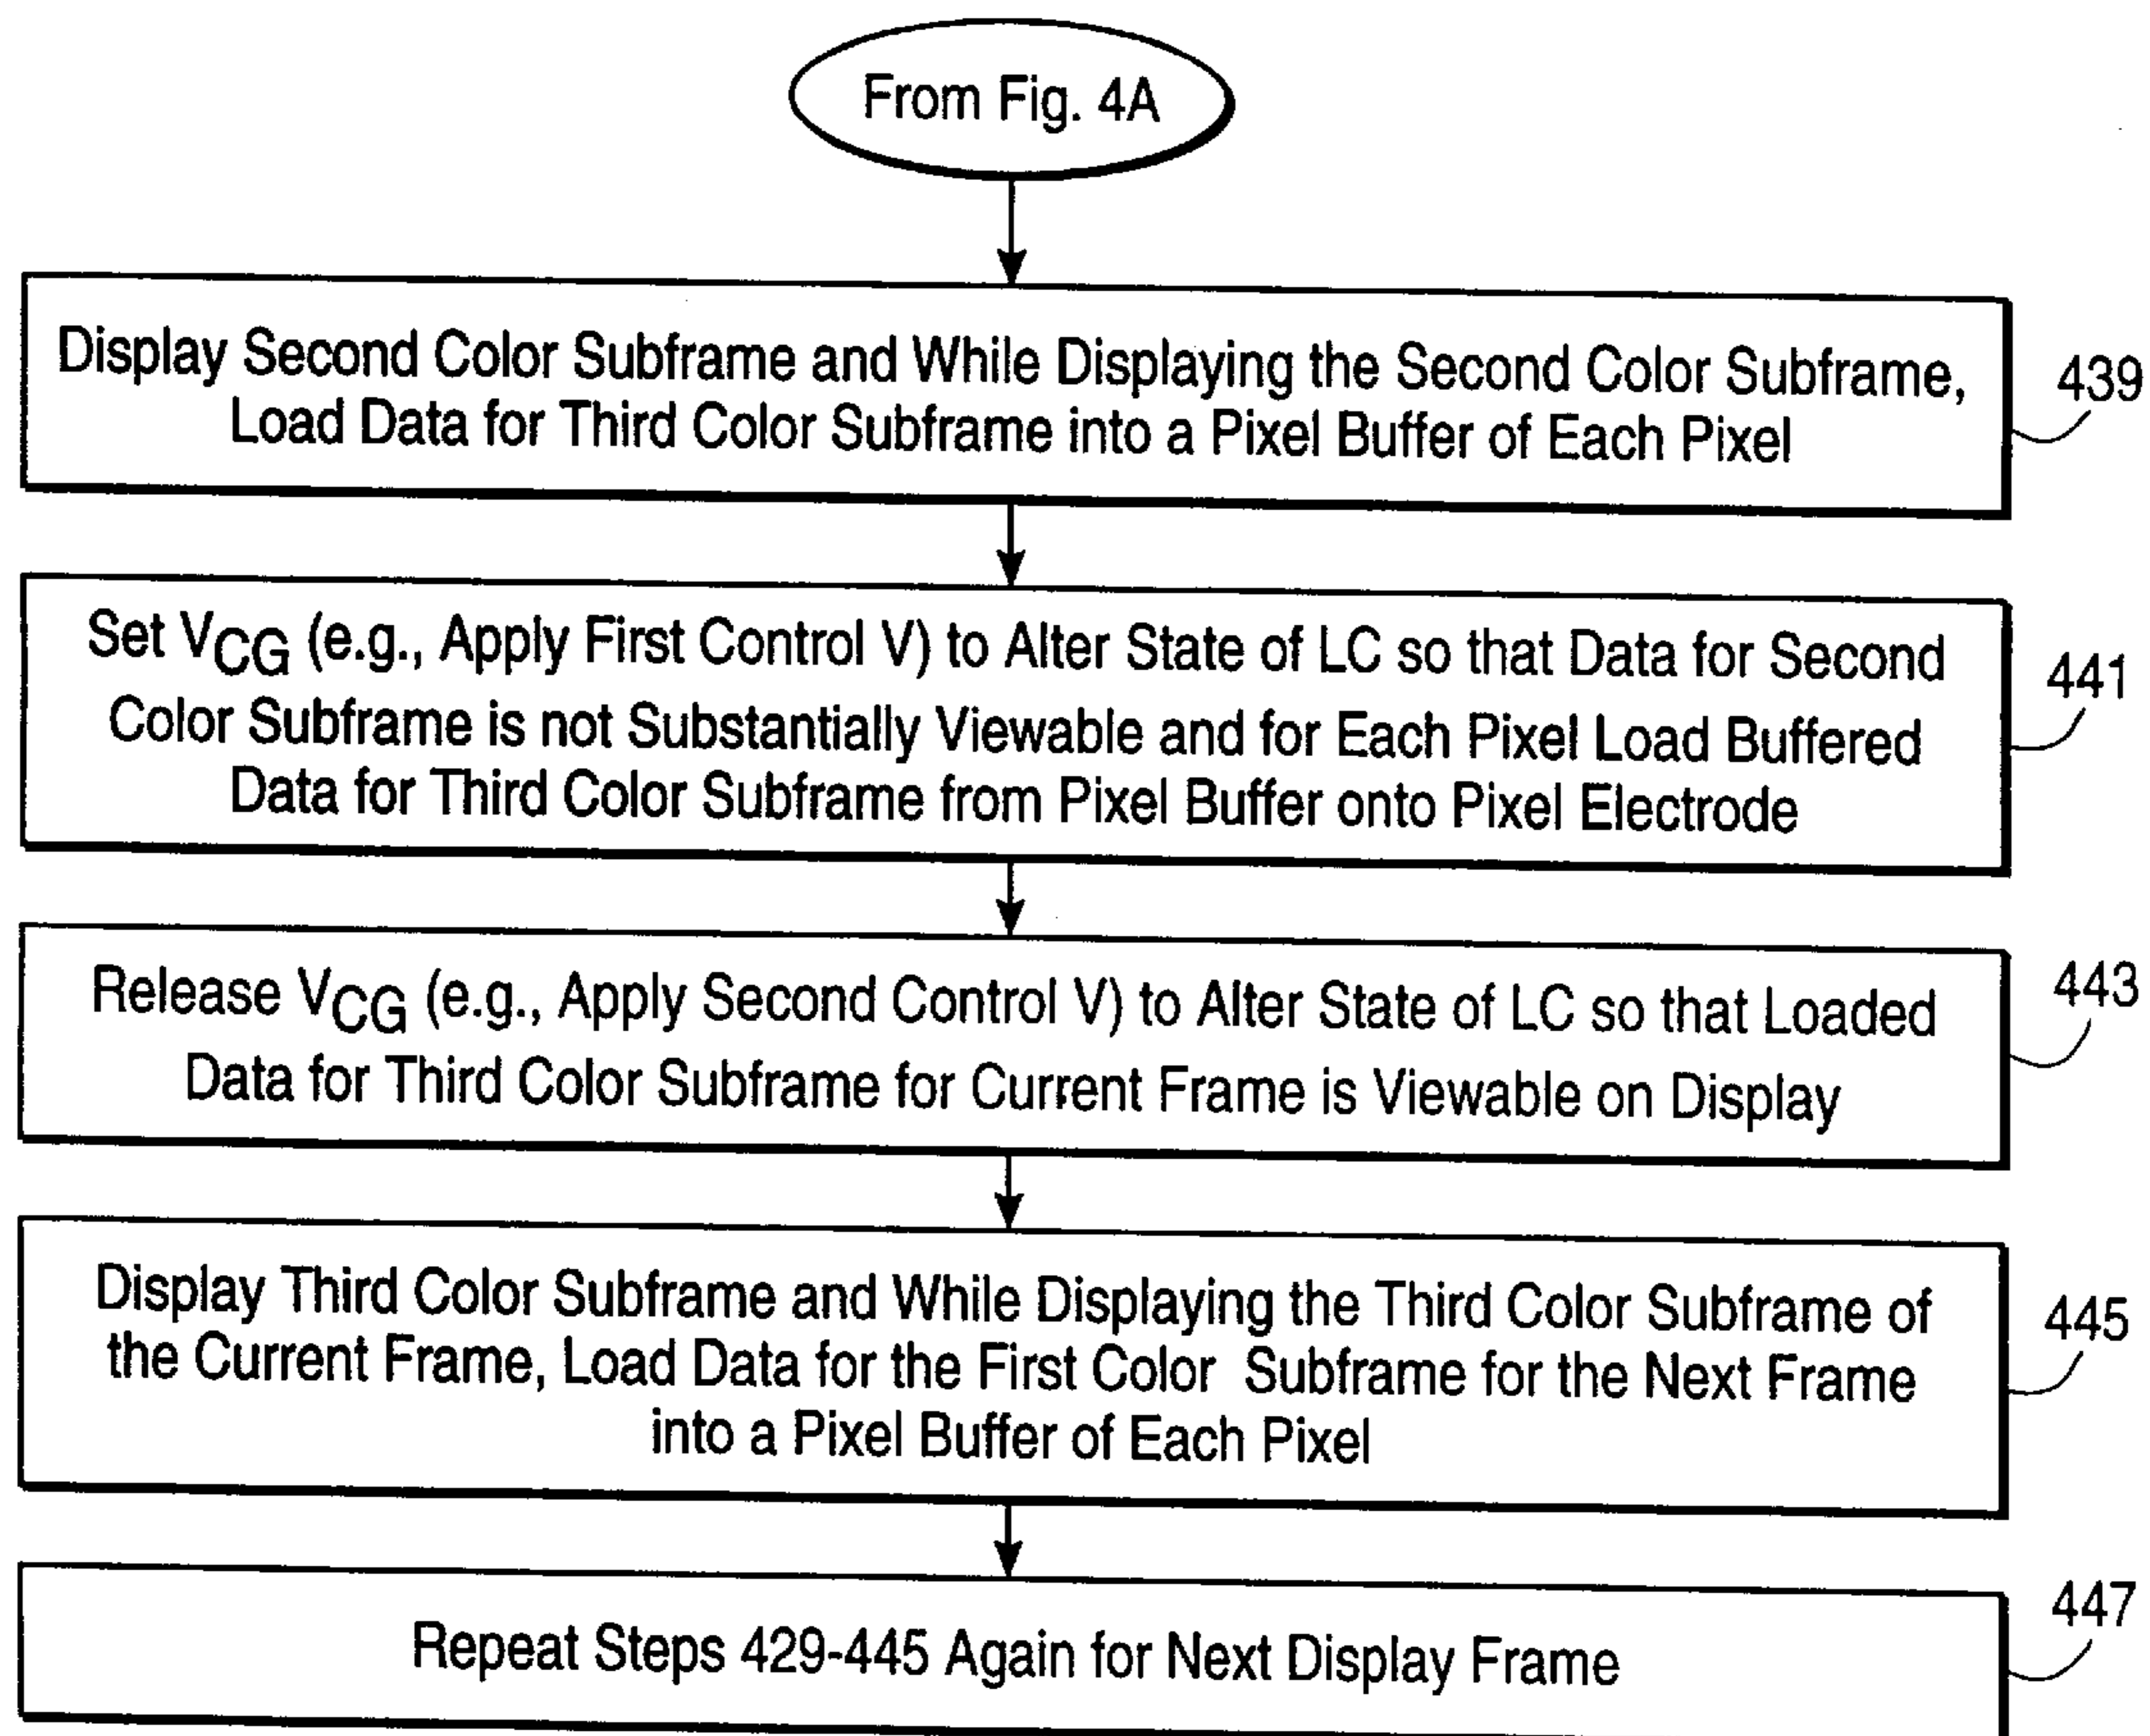 From Fig. 4A
Display Second Color Subframe and While Displaying the Second Color Subframe,
Load Data for Third Color Subframe into a Pixel Buffer of Each Pixel
439
Set VCG (e.g., Apply First Control V) to Alter State of LC so that Data for Second
Color Subframe is not Substantially Viewable and for Each Pixel Load Buffered
Data for Third Color Subframe from Pixel Buffer onto Pixel Electrode
441
Release VCG (e.g., Apply Second Control V) to Alter State of LC so that Loaded
Data for Third Color Subframe for Current Frame is Viewable on Display
443
Display Third Color Subframe and While Displaying the Third Color Subframe of
the Current Frame, Load Data for the First Color Subframe for the Next Frame
into a Pixel Buffer of Each Pixel
445
Repeat Steps 429-445 Again for Next Display Frame
447